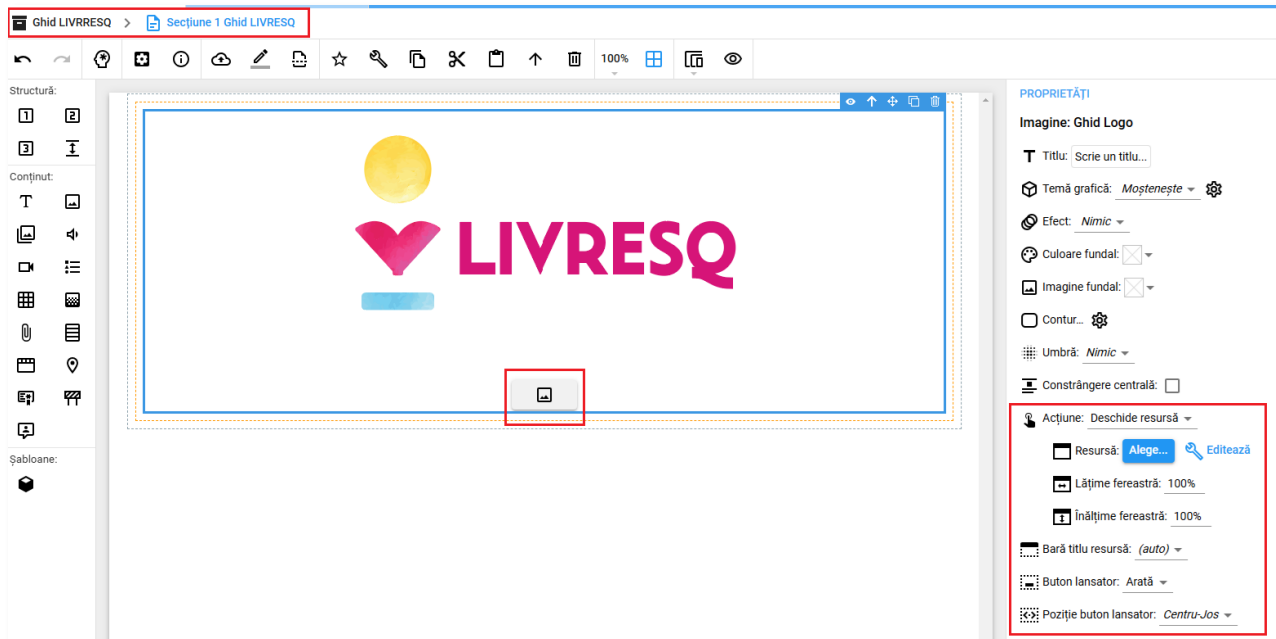 Ghid LIVRRESQ > Secțiune 1 Ghid LIVRESQ
100%
Structură:
Conținut:
Șabloane:
LIVRESQ
PROPRIETĂȚI
Imagine: Ghid Logo
Titlu: Scrie un titlu...
Temă grafică: Moștenește
Efect: Nimic
Culoare fundal:
Imagine fundal:
Contur...
Umbră: Nimic
Constrângere centrală:
Acțiune: Deschide resursă
Resursă: Alege... Editează
Lățime fereastră: 100%
Înălțime fereastră: 100%
Bară titlu resursă: (auto)
Buton lansator: Arată
Poziție buton lansator: Centru-Jos